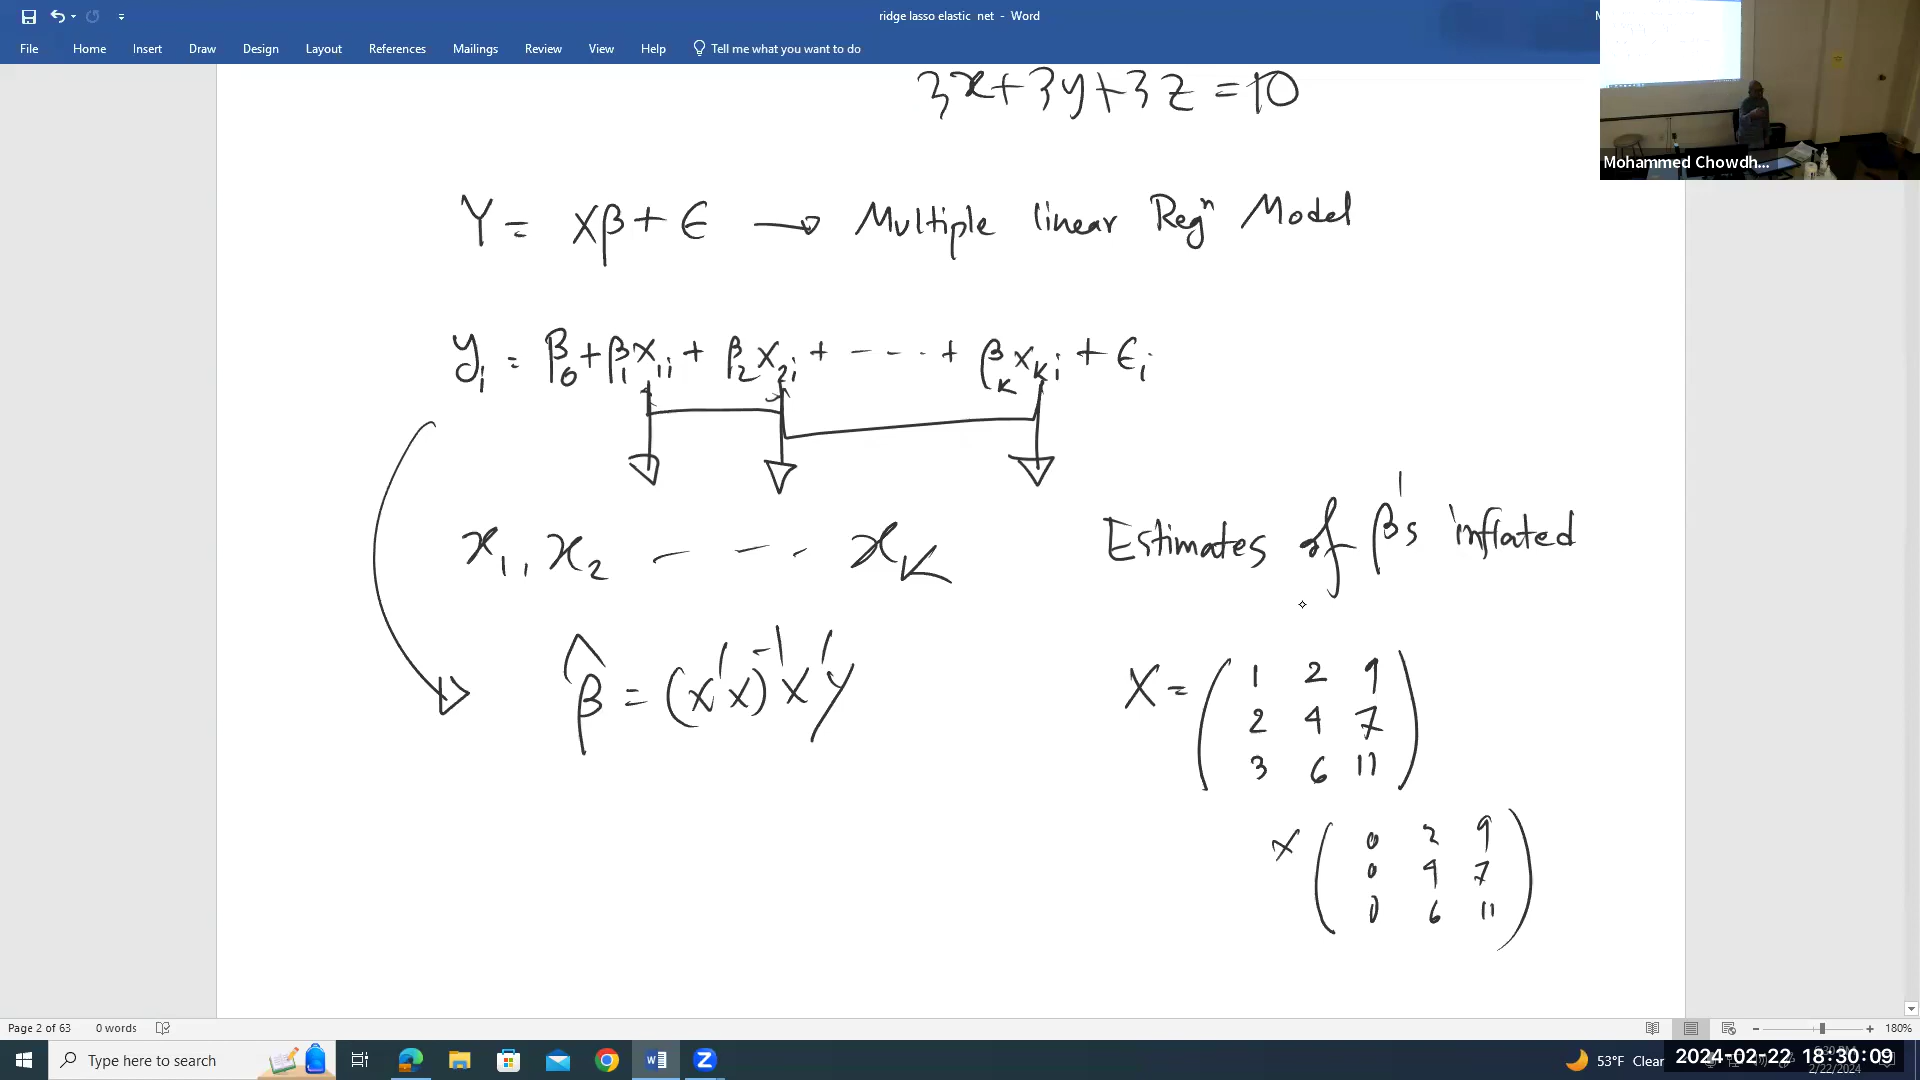 ridge lasso elastic net - Word
File Home Insert Draw Design Layout References Mailings Review View Help Tell me what you want to do
Mohammed Chowdh...
3x+3y+3z=10
Y = Xβ + ϵ → Multiple linear Regⁿ Model
yᵢ = β₀ + β₁x₁ᵢ + β₂x₂ᵢ + - - - + βₖxₖᵢ + ϵᵢ
x₁, x₂ - - - xₖ
Estimates of β's inflated
β̂ = (x'x)⁻¹x'y
X = ( 1 2 9
2 4 7
3 6 11 )
X ( 0 2 9
0 4 7
0 6 11 )
Page 2 of 63 0 words 180%
Type here to search
53°F Clear
2024-02-22 18:30:09
2/22/2024